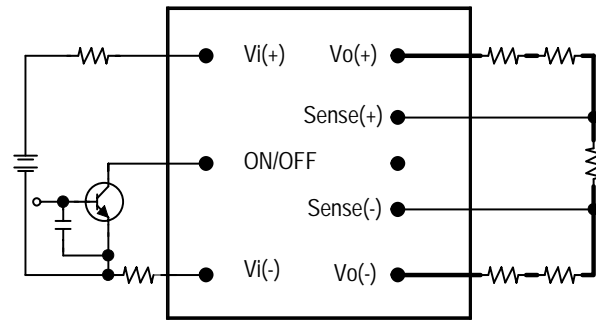 Vi(+) Vo(+)
Sense(+)
ON/OFF
Sense(-)
Vi(-) Vo(-)